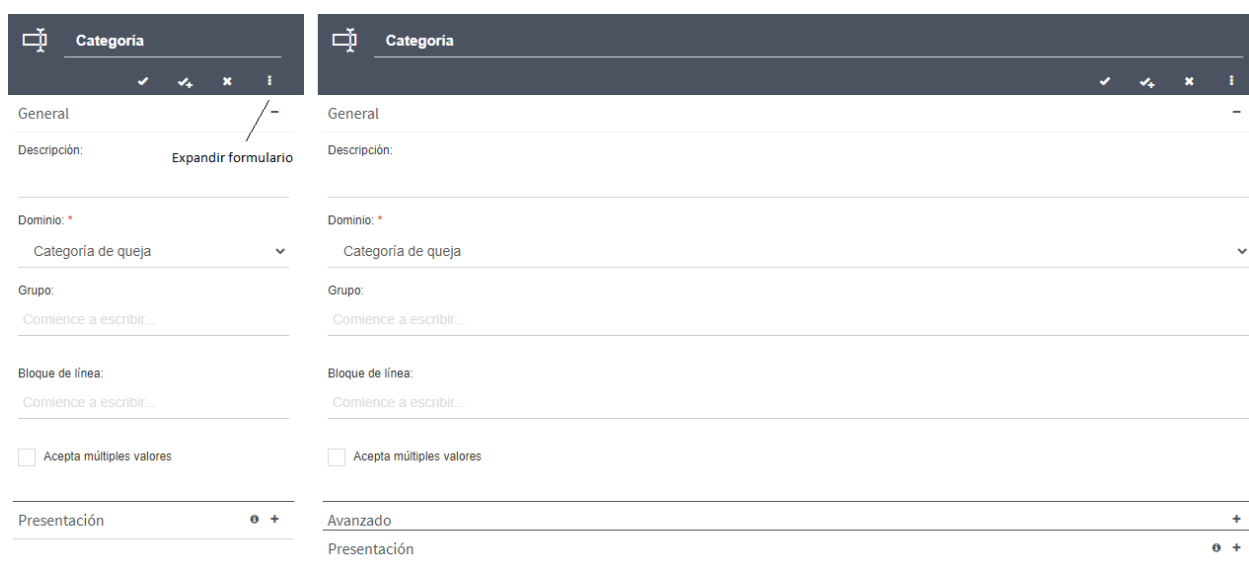 Categoría
General
Expandir formulario
Descripción:
Dominio: *
Categoría de queja
Grupo:
Comience a escribir...
Bloque de línea:
Comience a escribir...
Acepta múltiples valores
Presentación
Categoría
General
Descripción:
Dominio: *
Categoría de queja
Grupo:
Comience a escribir...
Bloque de línea:
Comience a escribir...
Acepta múltiples valores
Avanzado
Presentación